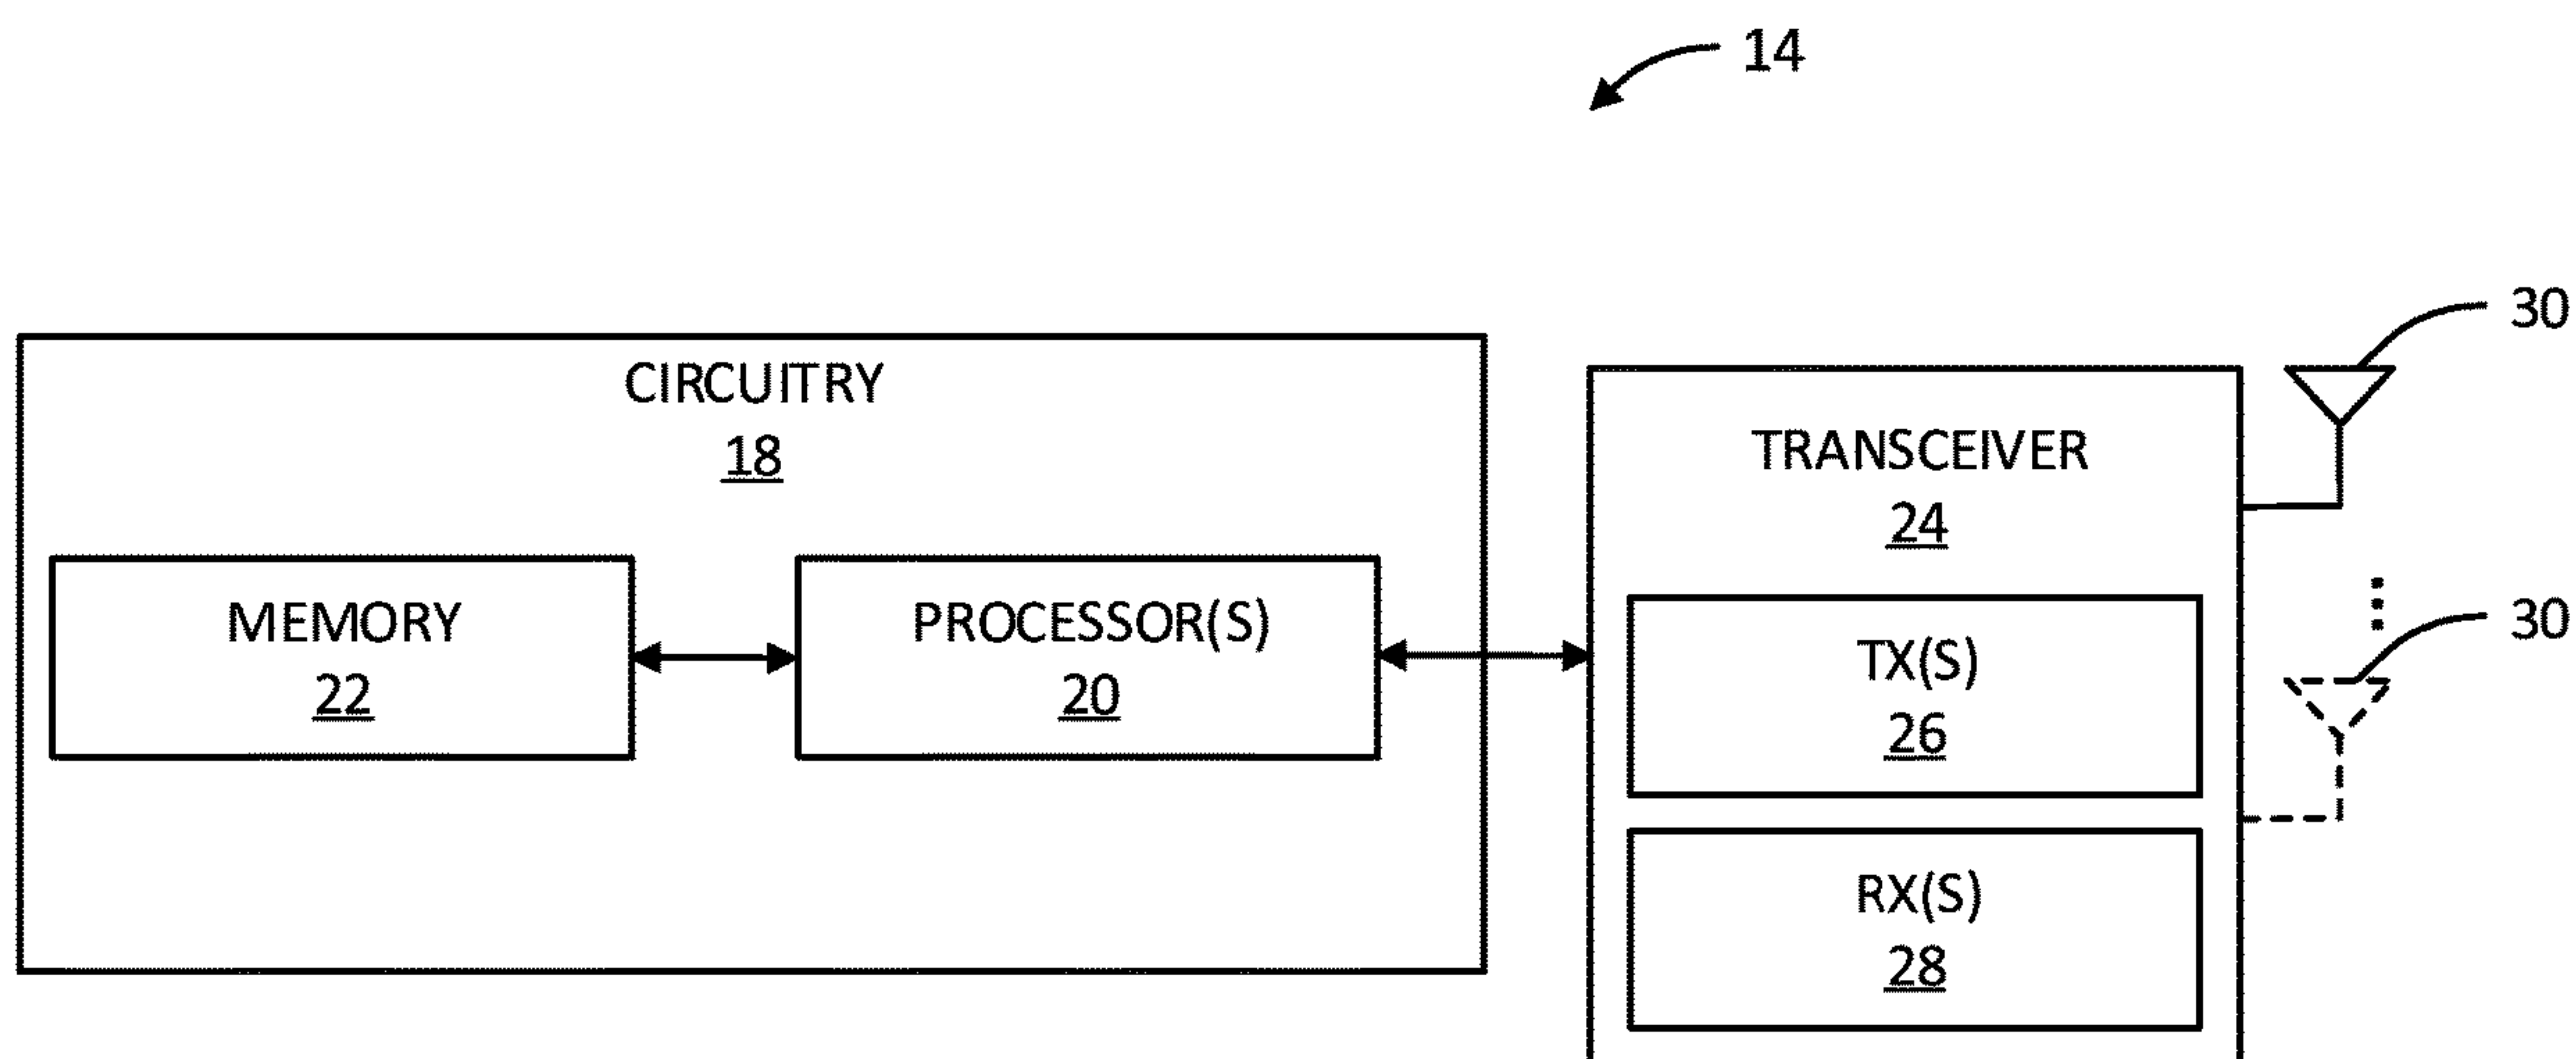 14
30
CIRCUITRY
18
TRANSCEIVER
24
MEMORY
22
PROCESSOR(S)
20
30
TX(S)
26
RX(S)
28